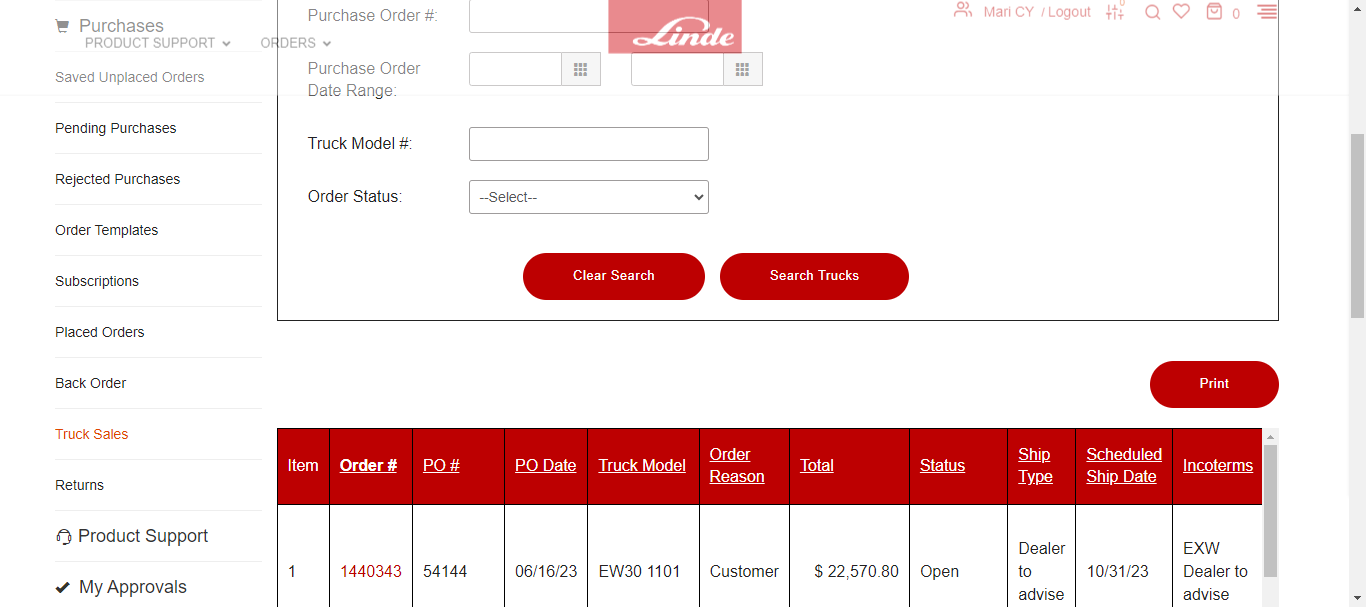 Purchases
PRODUCT SUPPORT
ORDERS
Saved Unplaced Orders
Pending Purchases
Rejected Purchases
Order Templates
Subscriptions
Placed Orders
Back Order
Truck Sales
Returns
Product Support
My Approvals
Linde
Mari CY / Logout
0
0
Purchase Order #:
Purchase Order
Date Range:
Truck Model #:
Order Status:
--Select--
Clear Search
Search Trucks
Print
Item
Order #
PO #
PO Date
Truck Model
Order
Reason
Total
Status
Ship
Type
Scheduled
Ship Date
Incoterms
1
1440343
54144
06/16/23
EW30 1101
Customer
$ 22,570.80
Open
Dealer
to
advise
10/31/23
EXW
Dealer to
advise